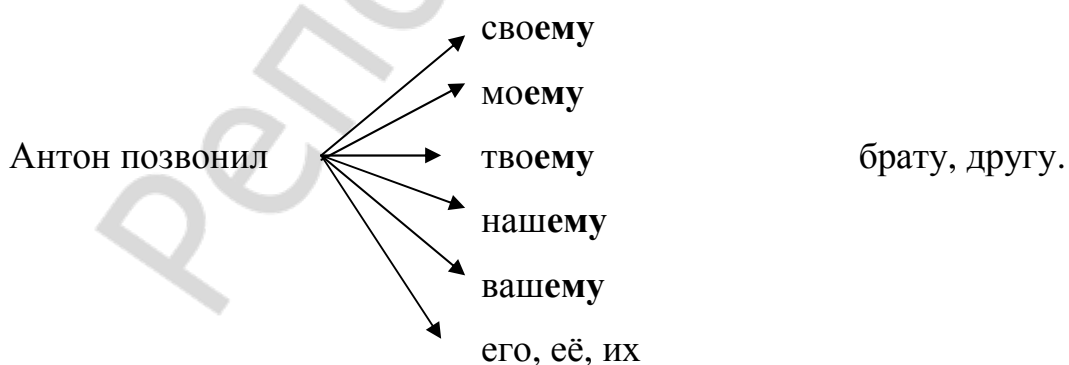 своему
моему
Антон позвонил твоему брату, другу.
нашему
вашему
его, её, их